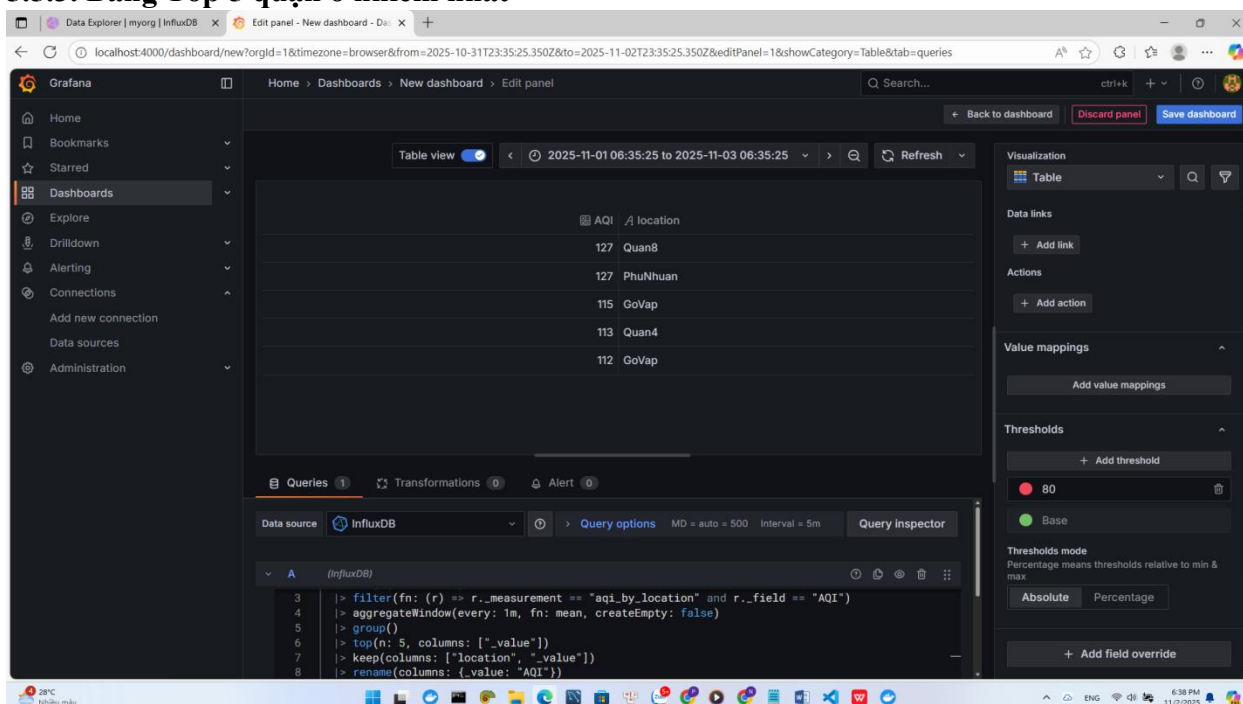 Data Explorer | myorg | InfluxDB
Edit panel - New dashboard - Das
localhost:4000/dashboard/new?orgId=1&timezone=browser&from=2025-10-31T23:35:25.350Z&to=2025-11-02T23:35:25.350Z&editPanel=1&showCategory=Table&tab=queries
Grafana
Home › Dashboards › New dashboard › Edit panel
Search...
ctrl+k
Back to dashboard
Discard panel
Save dashboard
Home
Bookmarks
Starred
Dashboards
Explore
Drilldown
Alerting
Connections
Add new connection
Data sources
Administration
Table view
2025-11-01 06:35:25 to 2025-11-03 06:35:25
Refresh
AQI location
127 Quan8
127 PhuNhuan
115 GoVap
113 Quan4
112 GoVap
Queries 1
Transformations 0
Alert 0
Data source
InfluxDB
Query options MD = auto = 500 Interval = 5m
Query inspector
A (InfluxDB)
3 |> filter(fn: (r) => r._measurement == "aqi_by_location" and r._field == "AQI")
4 |> aggregateWindow(every: 1m, fn: mean, createEmpty: false)
5 |> group()
6 |> top(n: 5, columns: ["_value"])
7 |> keep(columns: ["location", "_value"])
8 |> rename(columns: {_value: "AQI"})
Visualization
Table
Data links
+ Add link
Actions
+ Add action
Value mappings
Add value mappings
Thresholds
+ Add threshold
80
Base
Thresholds mode
Percentage means thresholds relative to min &
max
Absolute Percentage
+ Add field override
28°C
ENG
6:38 PM
11/2/2025